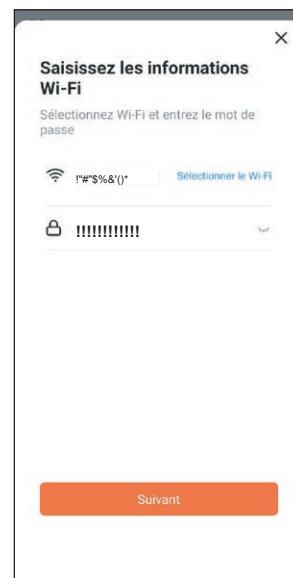 Saisissez les informations
Wi-Fi
Sélectionnez Wi-Fi et entrez le mot de
passe
!"#"$%&'()* Sélectionner le Wi-Fi
!!!!!!!!!!!!
Suivant